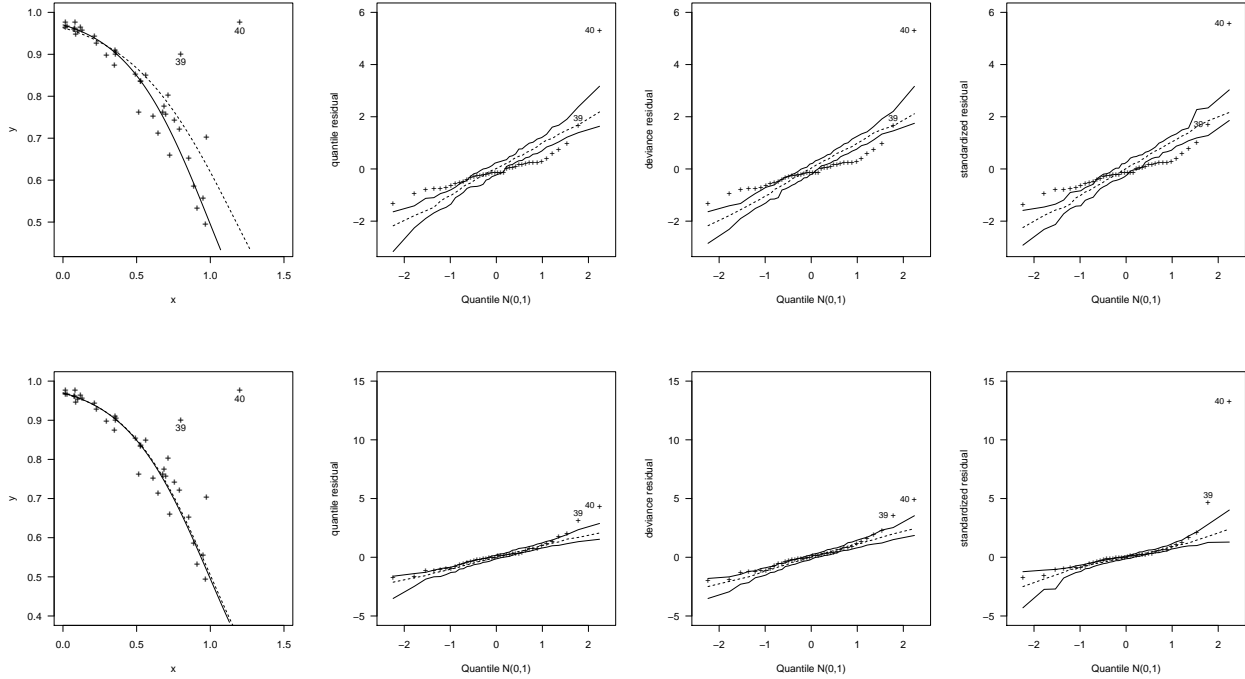 1.0
0.9
0.8
0.7
0.6
0.5
y
40
39
0.0 0.5 1.0 1.5
x
6
4
2
0
−2
quantile residual
40
39
−2 −1 0 1 2
Quantile N(0,1)
6
4
2
0
−2
deviance residual
40
39
−2 −1 0 1 2
Quantile N(0,1)
6
4
2
0
−2
standardized residual
40
39
−2 −1 0 1 2
Quantile N(0,1)
1.0
0.9
0.8
0.7
0.6
0.5
0.4
y
40
39
0.0 0.5 1.0 1.5
x
15
10
5
0
−5
quantile residual
40
39
−2 −1 0 1 2
Quantile N(0,1)
15
10
5
0
−5
deviance residual
40
39
−2 −1 0 1 2
Quantile N(0,1)
15
10
5
0
−5
standardized residual
40
39
−2 −1 0 1 2
Quantile N(0,1)